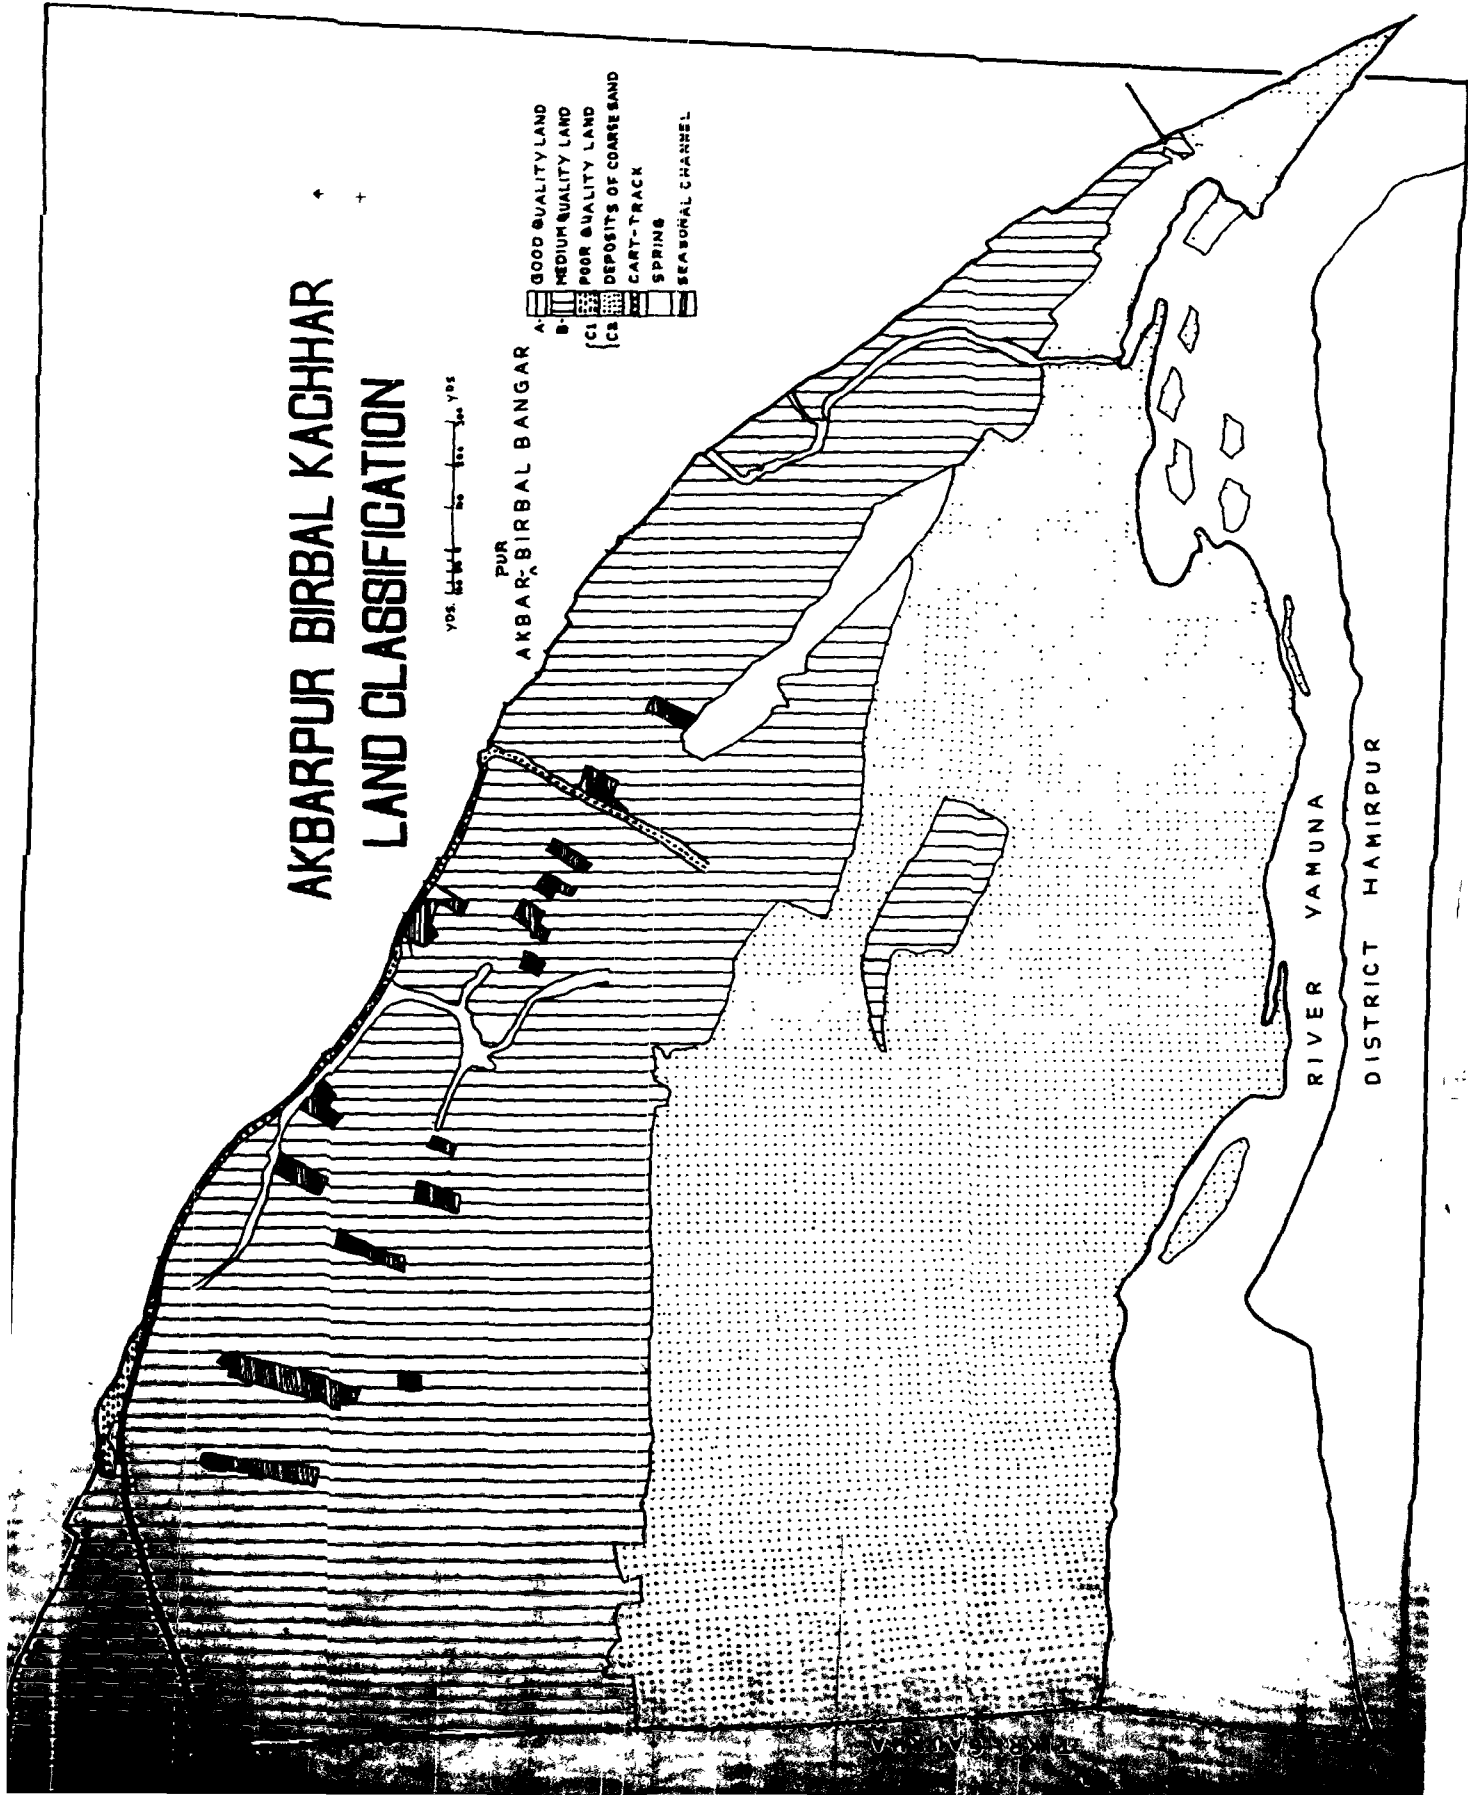 AKBARPUR BIRBAL KACHHAR
LAND CLASSIFICATION
YDS.
YDS
PUR
AKBAR-^BIRBAL BANGAR
A- GOOD QUALITY LAND
B- MEDIUM QUALITY LAND
C1 POOR QUALITY LAND
C2 DEPOSITS OF COARSE SAND
CART-TRACK
SPRING
SEASONAL CHANNEL
RIVER YAMUNA
DISTRICT HAMIRPUR